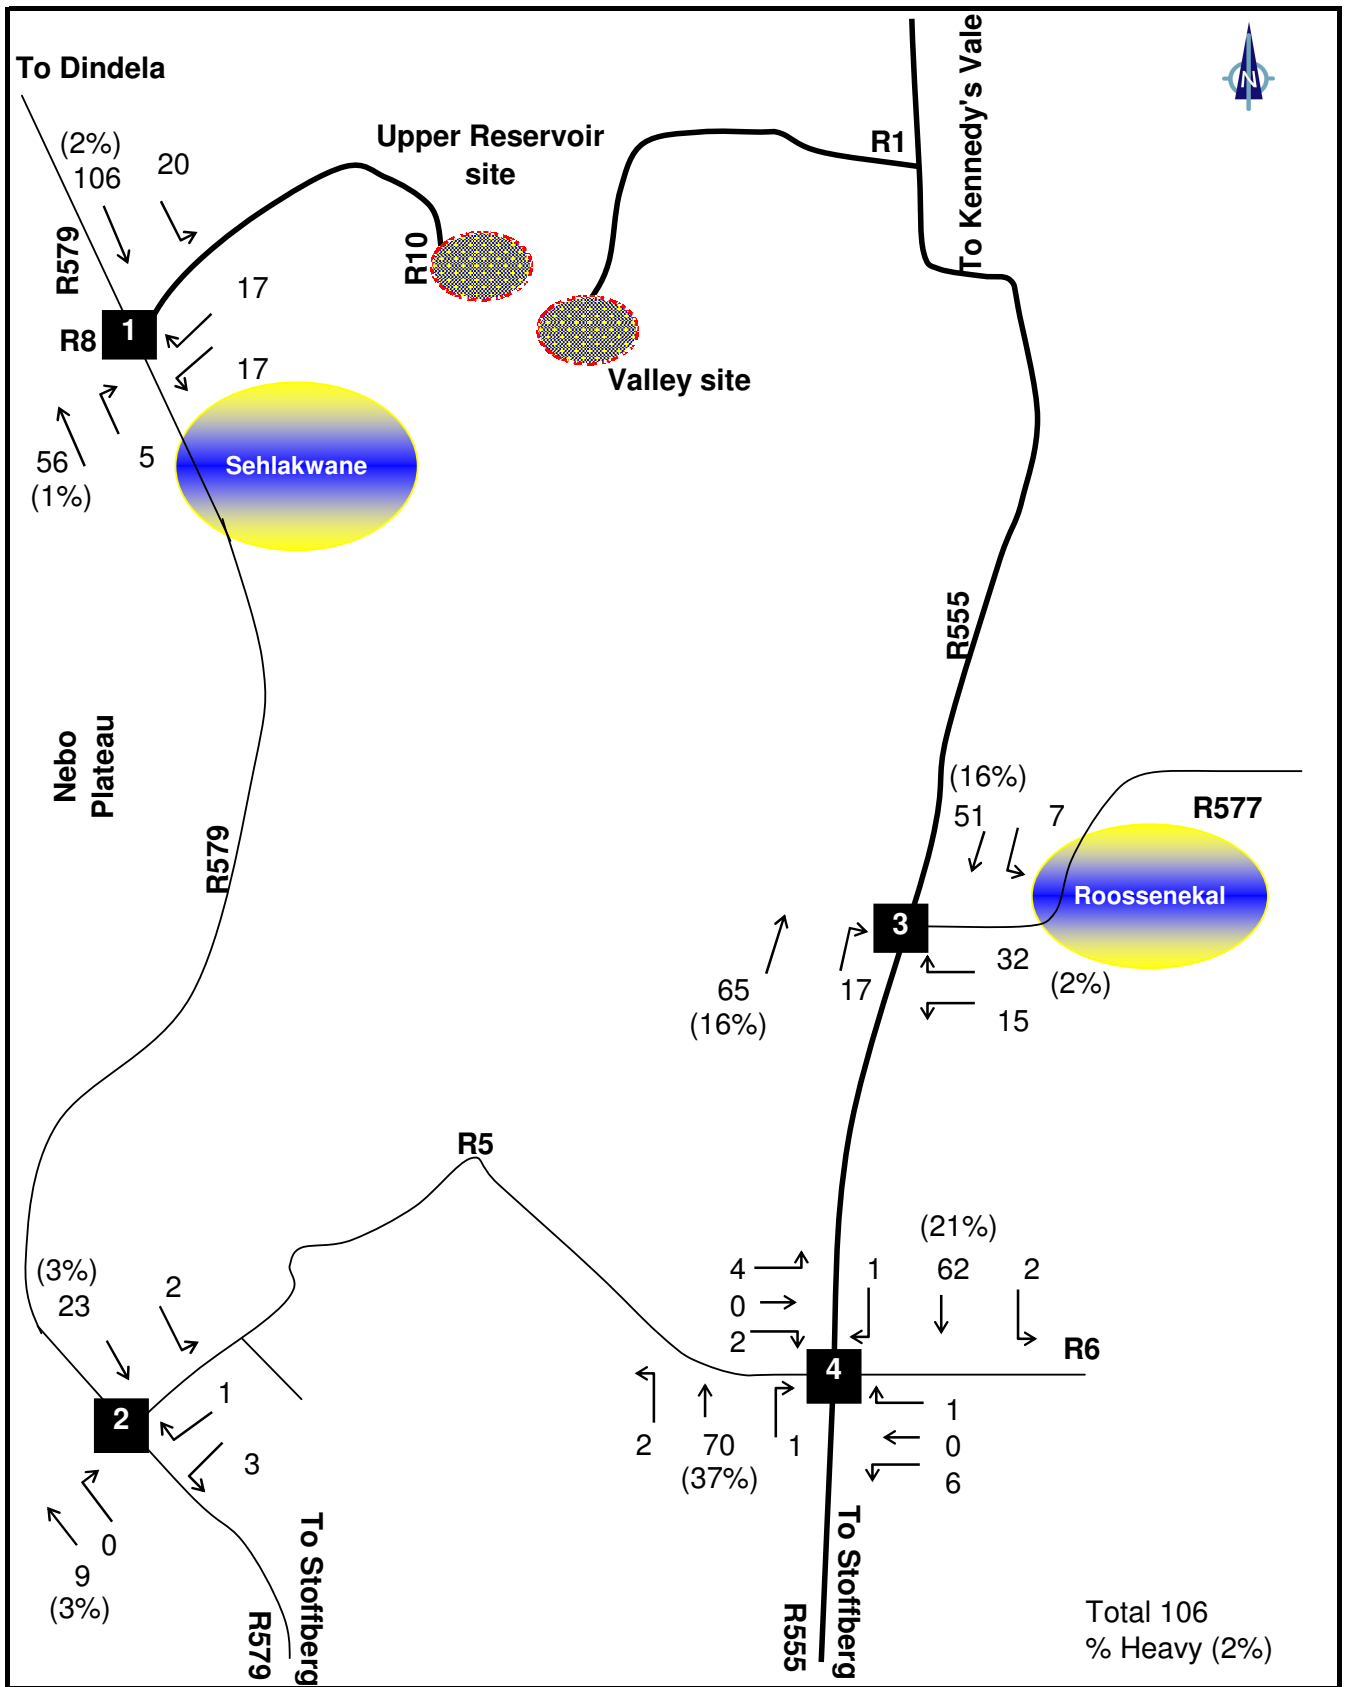 To Dindela
(2%)
106
20
Upper Reservoir
site
R1
To Kennedy's Vale
N
R579
R10
17
R8
1
17
Valley site
56
(1%)
5
Sehlakwane
R555
Nebo
Plateau
R579
(16%)
51
7
R577
Roossenekal
3
65
(16%)
17
32
(2%)
15
R5
(3%)
23
2
4
0
2
1
(21%)
62
2
R6
4
2
1
3
2
70
(37%)
1
1
0
6
0
9
(3%)
R579
To Stoffberg
R555
To Stoffberg
Total 106
% Heavy (2%)